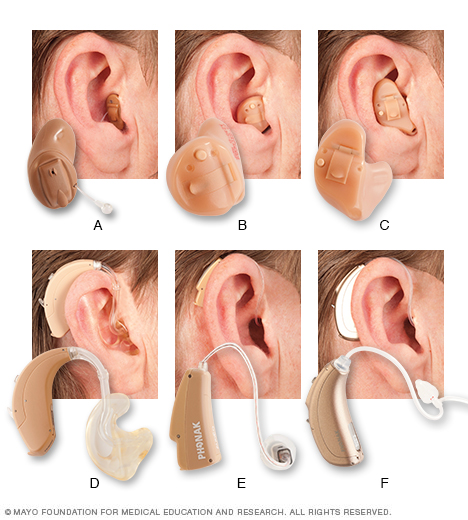 A
B
C
PHONAK
D
E
F
© MAYO FOUNDATION FOR MEDICAL EDUCATION AND RESEARCH. ALL RIGHTS RESERVED.